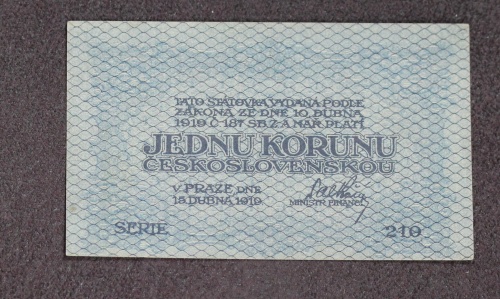 TATO STÁTOVKA VYDANÁ PODLE
ZÁKONA ZE DNE 10. DUBNA
1919 Č 187 SB Z A NAŘ. PLATÍ
JEDNU KORUNU
ČESKOSLOVENSKOU
V PRAZE DNE
15 DUBNA 1919
MINISTR FINANCÍ
SERIE 210